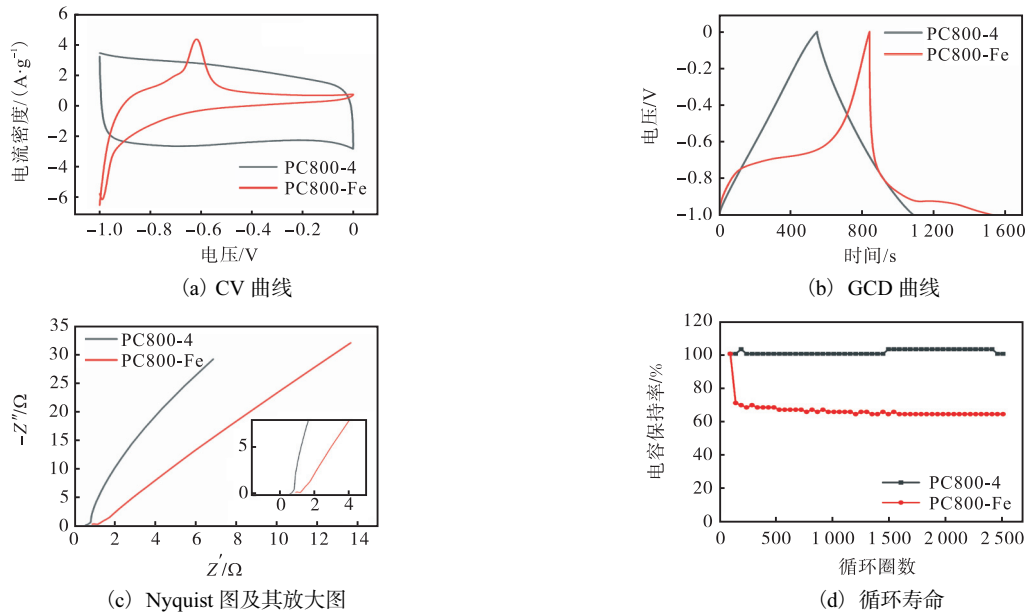 6
4
2
0
−2
−4
−6
电流密度/(A·g⁻¹)
PC800-4
PC800-Fe
−1.0 −0.8 −0.6 −0.4 −0.2 0
电压/V
(a) CV 曲线
0
−0.2
−0.4
−0.6
−0.8
−1.0
电压/V
PC800-4
PC800-Fe
0 400 800 1 200 1 600
时间/s
(b) GCD 曲线
35
30
25
20
15
10
5
0
−Z″/Ω
PC800-4
PC800-Fe
5
0
0 2 4
0 2 4 6 8 10 12 14
Z′/Ω
(c) Nyquist 图及其放大图
120
100
80
60
40
20
0
电容保持率/%
PC800-4
PC800-Fe
0 500 1 000 1 500 2 000 2 500
循环圈数
(d) 循环寿命